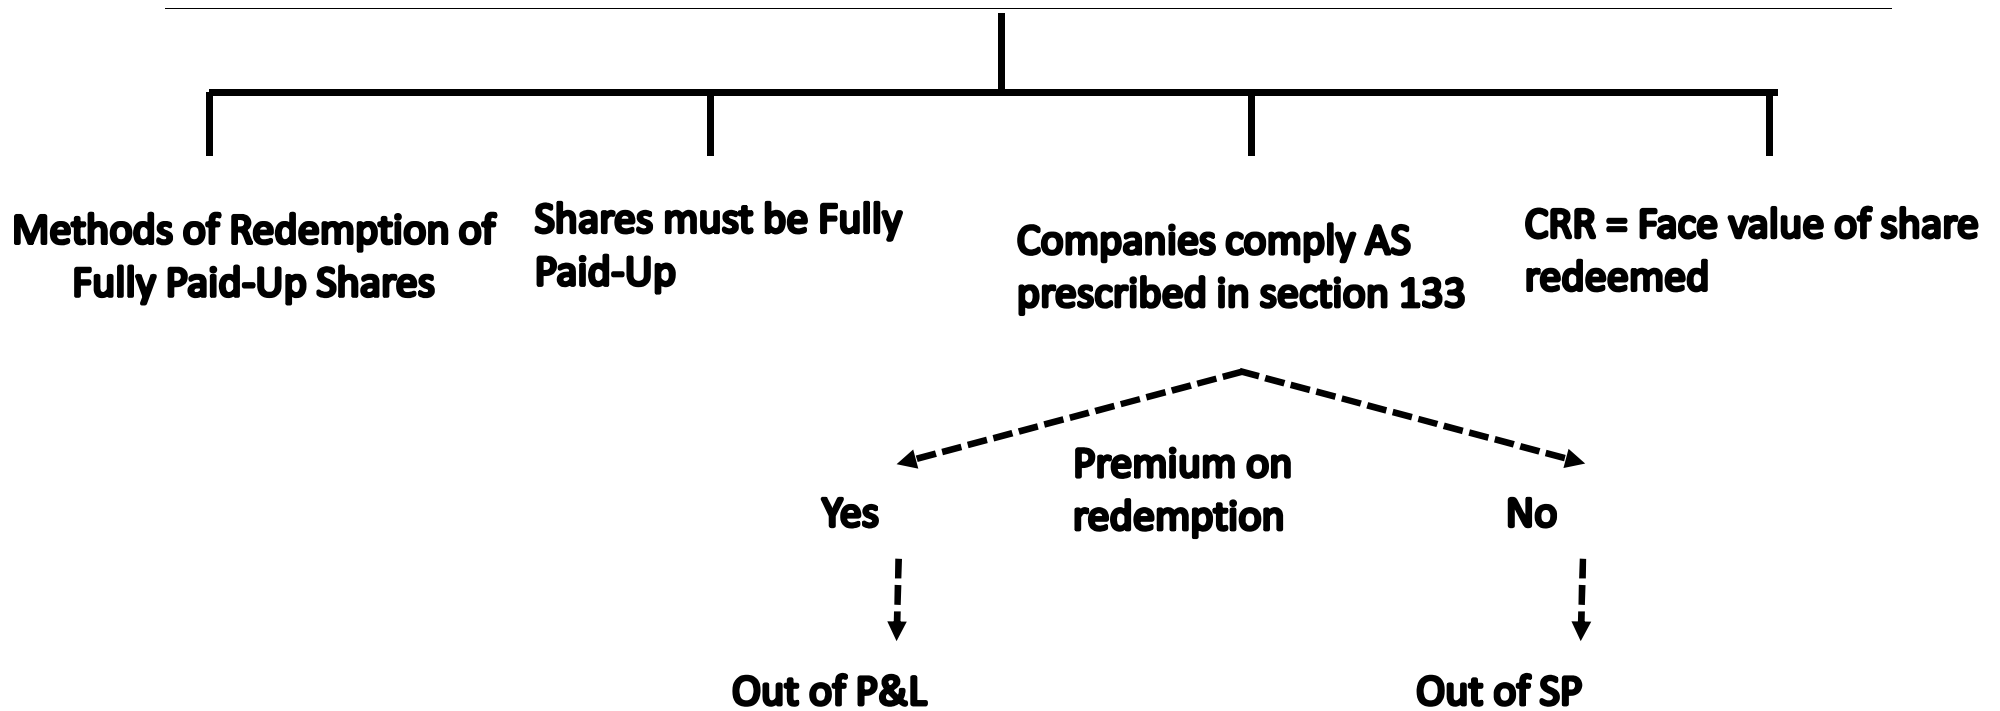 Methods of Redemption of
Fully Paid-Up Shares
Shares must be Fully
Paid-Up
Companies comply AS
prescribed in section 133
CRR = Face value of share
redeemed
Premium on
redemption
Yes
No
Out of P&L
Out of SP